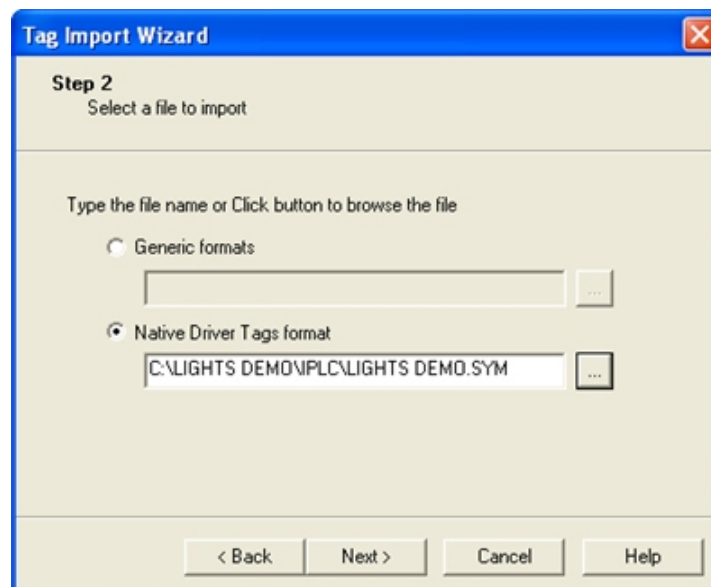 Tag Import Wizard
Step 2
Select a file to import
Type the file name or Click button to browse the file
Generic formats
...
Native Driver Tags format
C:\LIGHTS DEMO\IPLC\LIGHTS DEMO.SYM
...
< Back Next > Cancel Help